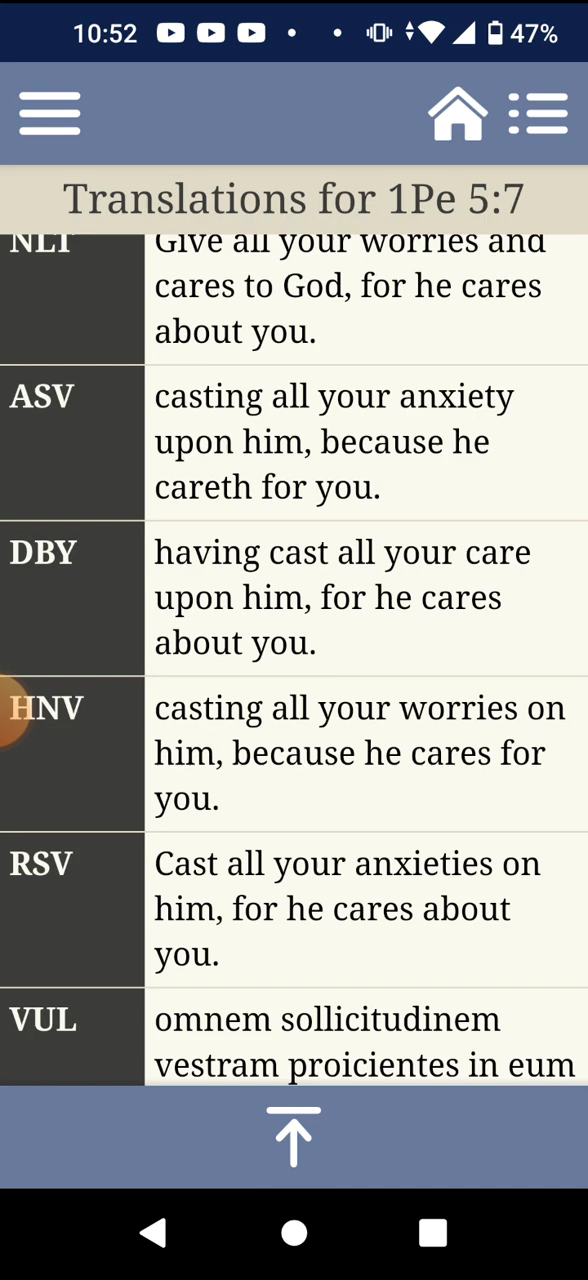 10:52 47%
Translations for 1Pe 5:7
NLT Give all your worries and
cares to God, for he cares
about you.
ASV casting all your anxiety
upon him, because he
careth for you.
DBY having cast all your care
upon him, for he cares
about you.
HNV casting all your worries on
him, because he cares for
you.
RSV Cast all your anxieties on
him, for he cares about
you.
VUL omnem sollicitudinem
vestram proicientes in eum